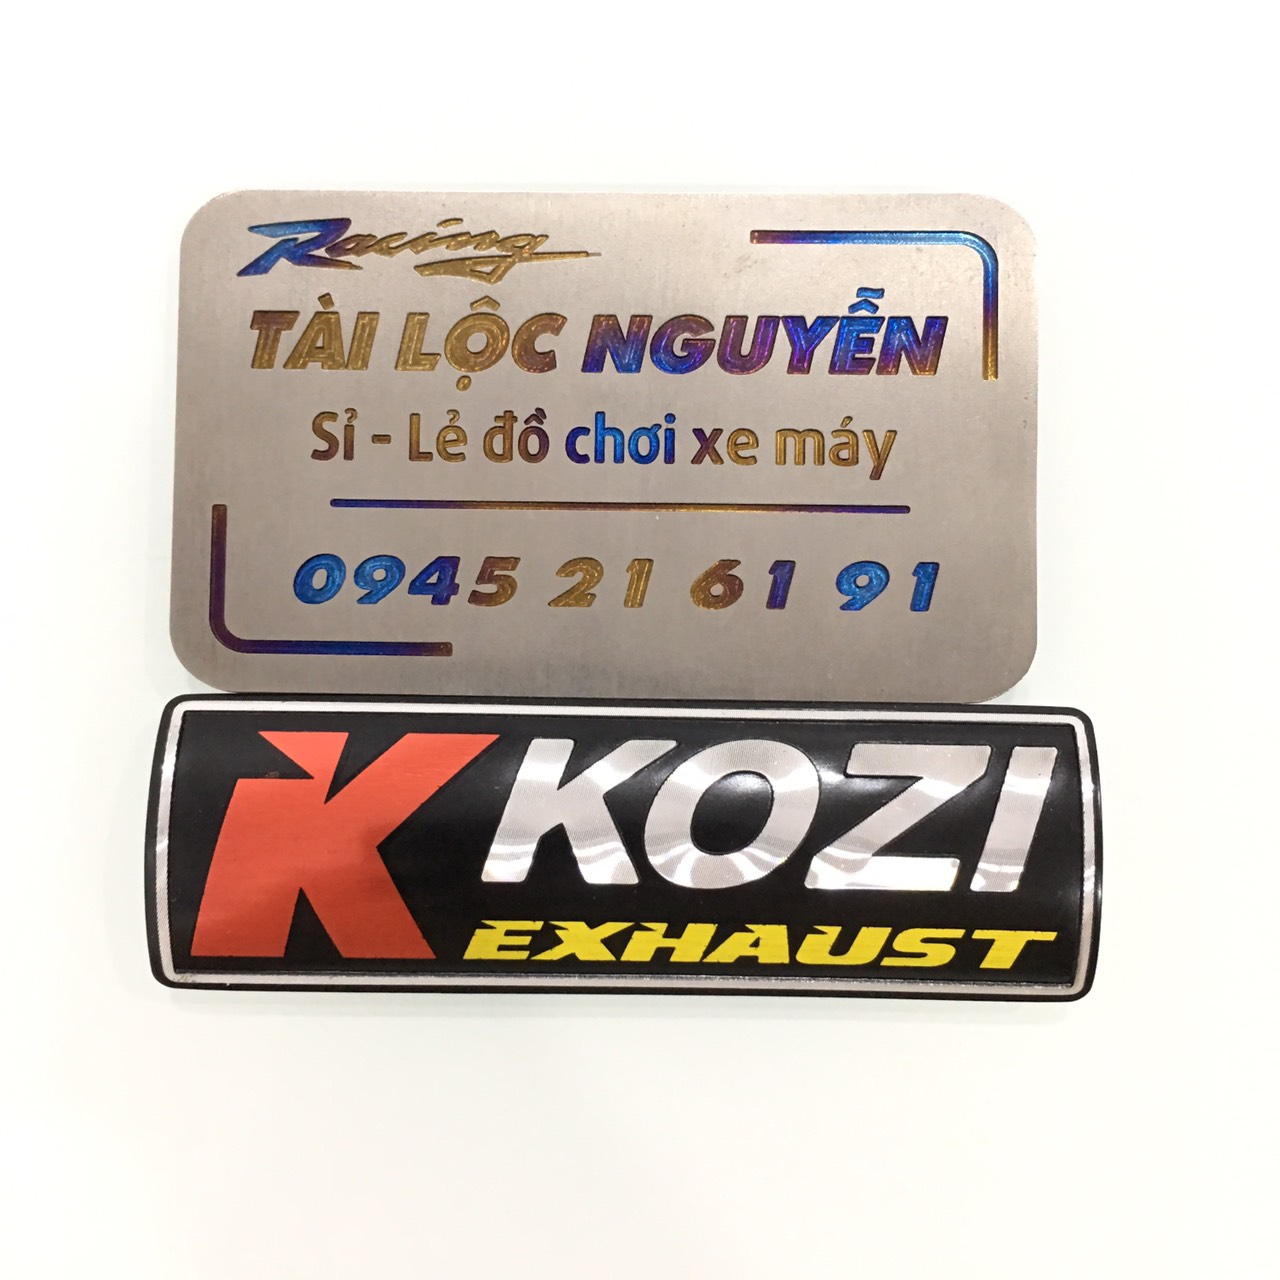 Racing
TÀI LỘC NGUYỄN
Sỉ - Lẻ đồ chơi xe máy
0945 21 61 91
K KOZI
EXHAUST